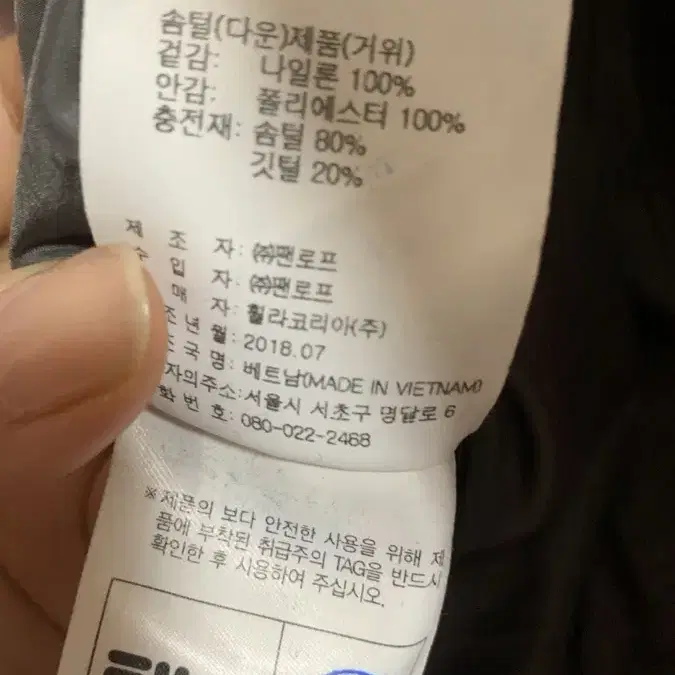 솜털(다운)제품(거위)
겉감: 나일론 100%
안감: 폴리에스터 100%
충전재: 솜털 80%
깃털 20%
제 조 자: ㈜팬로프
수 입 자: ㈜팬로프
매 자: 휠라코리아(주)
조년 월: 2018.07
조 국 명: 베트남(MADE IN VIETNAM)
자의주소: 서울시 서초구 명달로 6
화 번 호: 080-022-2468
※ 제품의 보다 안전한 사용을 위해 제
품에 부착된 취급주의 TAG을 반드시
확인한 후 사용하여 주십시오.